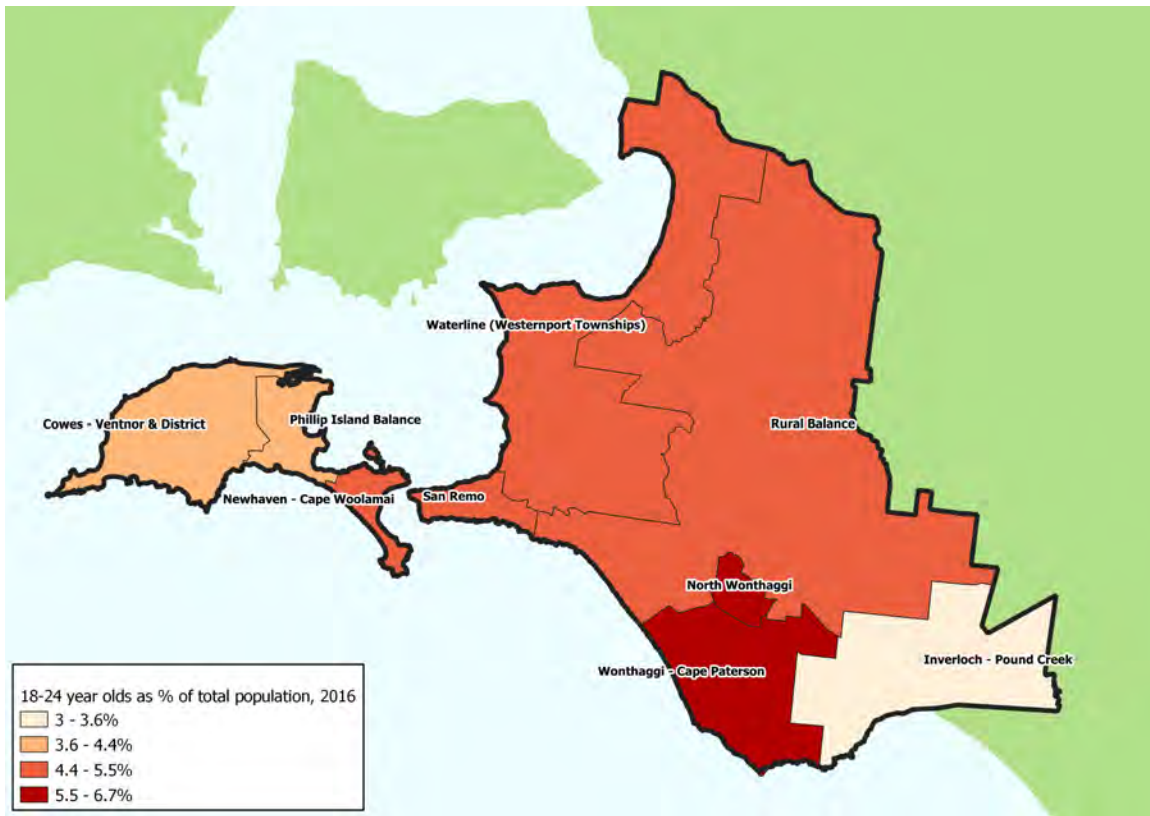 Waterline (Westernport Townships)
Cowes - Ventnor & District
Phillip Island Balance
Rural Balance
Newhaven - Cape Woolamai
San Remo
North Wonthaggi
Wonthaggi - Cape Paterson
Inverloch - Pound Creek
18-24 year olds as % of total population, 2016
3 - 3.6%
3.6 - 4.4%
4.4 - 5.5%
5.5 - 6.7%